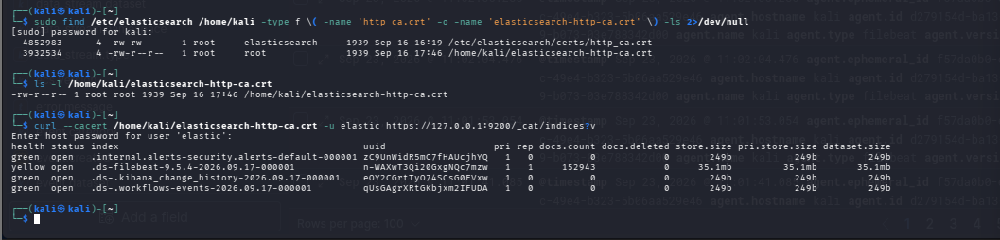 ┌──(kali㉿kali)-[~]
└─$ sudo find /etc/elasticsearch /home/kali -type f \( -name 'http_ca.crt' -o -name 'elasticsearch-http-ca.crt' \) -ls 2>/dev/null
[sudo] password for kali:
4852983 4 -rw-rw---- 1 root elasticsearch 1939 Sep 16 16:19 /etc/elasticsearch/certs/http_ca.crt
3932534 4 -rw-r--r-- 1 root root 1939 Sep 16 17:46 /home/kali/elasticsearch-http-ca.crt
┌──(kali㉿kali)-[~]
└─$ ls -l /home/kali/elasticsearch-http-ca.crt
-rw-r--r-- 1 root root 1939 Sep 16 17:46 /home/kali/elasticsearch-http-ca.crt
┌──(kali㉿kali)-[~]
└─$ curl --cacert /home/kali/elasticsearch-http-ca.crt -u elastic https://127.0.0.1:9200/_cat/indices?v
Enter host password for user 'elastic':
health status index uuid pri rep docs.count docs.deleted store.size pri.store.size dataset.size
green open .internal.alerts-security.alerts-default-000001 zC9UnWidR5mC7fHAUcjhYQ 1 0 0 0 249b 249b 249b
yellow open .ds-filebeat-9.5.4-2026.09.17-000001 n-WAXwT3Qi20GxgNQc7mzw 1 1 152943 0 35.1mb 35.1mb 35.1mb
green open .ds-.kibana_change_history-2026.09.17-000001 eOY2CGrtTyO74SCsG0FVxw 1 0 0 0 249b 249b 249b
green open .ds-.workflows-events-2026.09.17-000001 qUsGAgrXRtGKbjxm2IFUDA 1 0 0 0 249b 249b 249b
┌──(kali㉿kali)-[~]
└─$
Add a field
Rows per page: 100
1 2 3 4